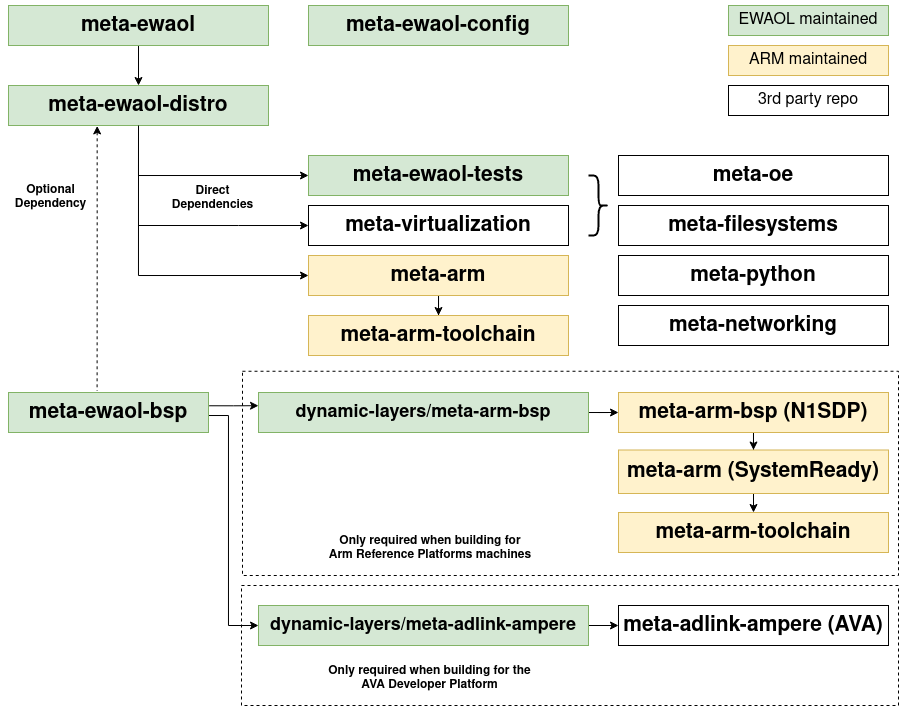 meta-ewaol
meta-ewaol-config
EWAOL maintained
ARM maintained
3rd party repo
meta-ewaol-distro
Optional
Dependency
Direct
Dependencies
meta-ewaol-tests
meta-virtualization
meta-arm
meta-arm-toolchain
meta-oe
meta-filesystems
meta-python
meta-networking
meta-ewaol-bsp
dynamic-layers/meta-arm-bsp
meta-arm-bsp (N1SDP)
meta-arm (SystemReady)
meta-arm-toolchain
Only required when building for
Arm Reference Platforms machines
dynamic-layers/meta-adlink-ampere
meta-adlink-ampere (AVA)
Only required when building for the
AVA Developer Platform